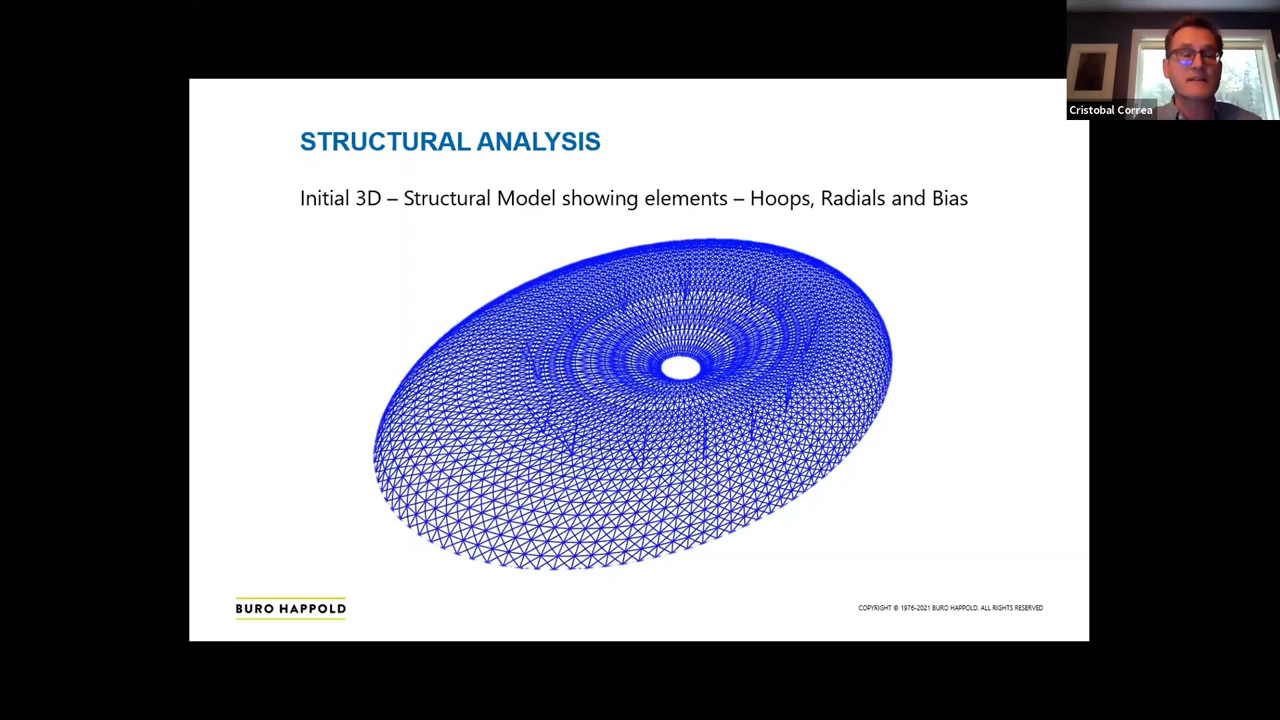 Cristobal Correa
STRUCTURAL ANALYSIS
Initial 3D – Structural Model showing elements – Hoops, Radials and Bias
BURO HAPPOLD
COPYRIGHT © 1976-2021 BURO HAPPOLD. ALL RIGHTS RESERVED